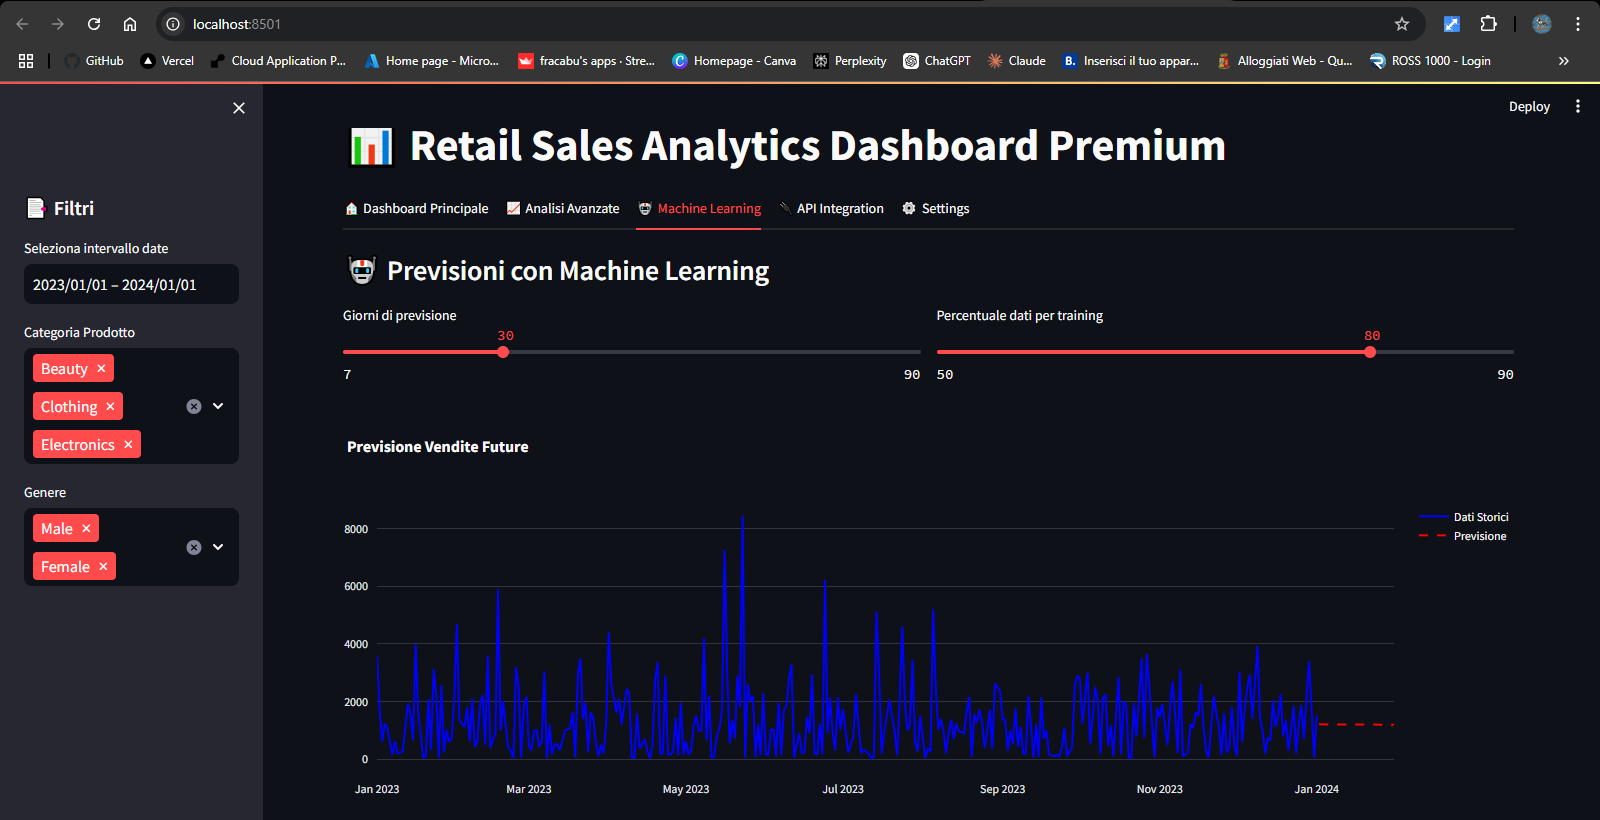 localhost:8501
GitHub
Vercel
Cloud Application P...
Home page - Micro...
fracabu's apps · Stre...
Homepage - Canva
Perplexity
ChatGPT
Claude
B. Inserisci il tuo appar...
Alloggiati Web - Qu...
ROSS 1000 - Login
Deploy
Filtri
Seleziona intervallo date
2023/01/01 – 2024/01/01
Categoria Prodotto
Beauty
Clothing
Electronics
Genere
Male
Female
Retail Sales Analytics Dashboard Premium
Dashboard Principale
Analisi Avanzate
Machine Learning
API Integration
Settings
Previsioni con Machine Learning
Giorni di previsione
30
7
90
Percentuale dati per training
80
50
90
Previsione Vendite Future
8000
6000
4000
2000
0
Jan 2023
Mar 2023
May 2023
Jul 2023
Sep 2023
Nov 2023
Jan 2024
Dati Storici
Previsione